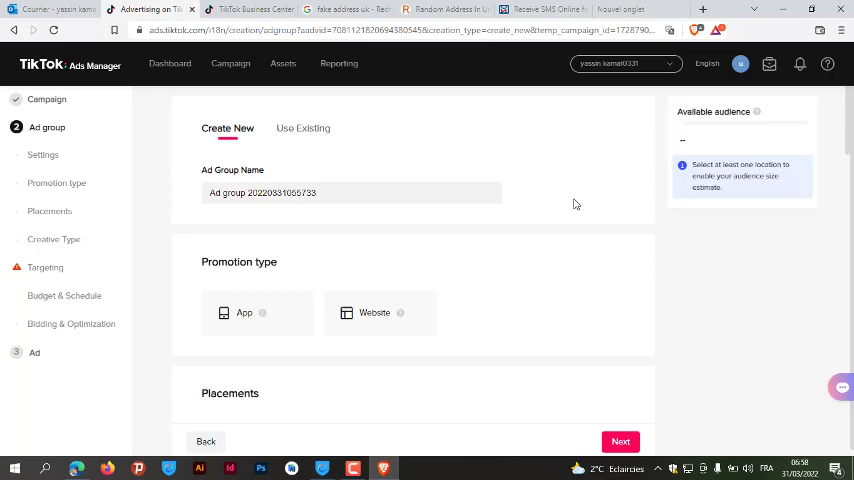 Courrier - yassin kama
Advertising on Tik
TikTok Business Center
fake address uk - Rech
Random Address In Un
Receive SMS Online fo
Nouvel onglet
ads.tiktok.com/i18n/creation/adgroup?aadvid=7081121820694380545&creation_type=create_new&temp_campaign_id=1728790...
TikTok: Ads Manager
Dashboard
Campaign
Assets
Reporting
yassin kamal0331
English
u
Campaign
2 Ad group
Settings
Promotion type
Placements
Creative Type
Targeting
Budget & Schedule
Bidding & Optimization
3 Ad
Create New
Use Existing
Ad Group Name
Ad group 20220331055733
Promotion type
App
Website
Placements
Back
Next
Available audience
--
Select at least one location to
enable your audience size
estimate.
2°C Eclaircies
FRA
06:58
31/03/2022